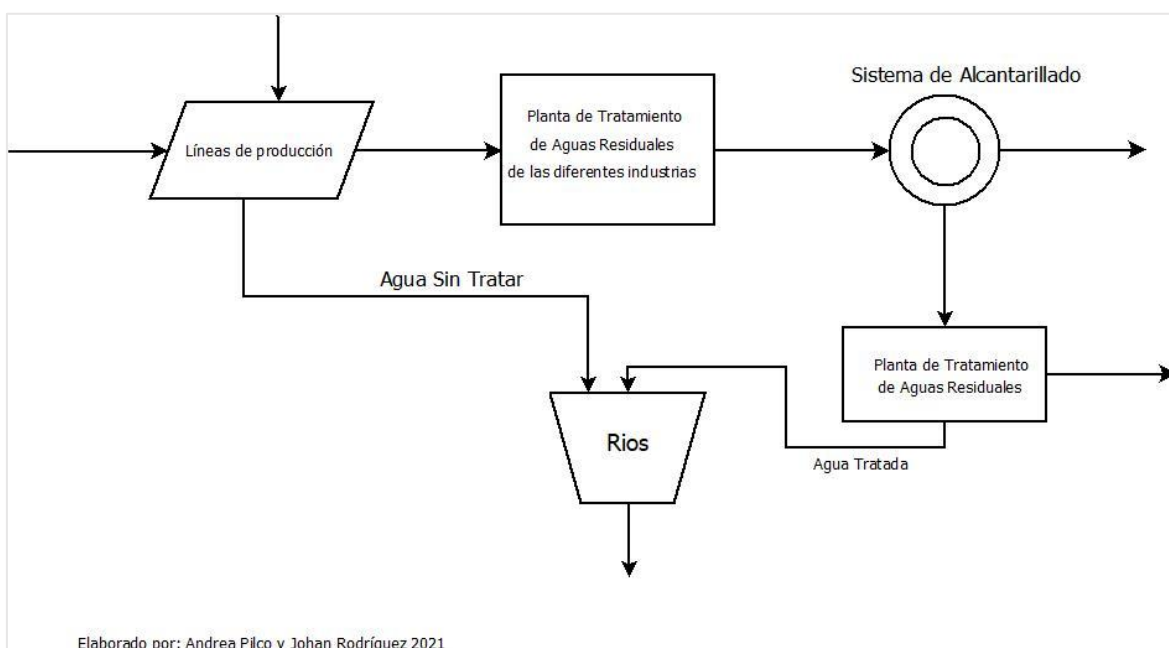 Sistema de Alcantarillado
Líneas de producción
Planta de Tratamiento
de Aguas Residuales
de las diferentes industrias
Agua Sin Tratar
Planta de Tratamiento
de Aguas Residuales
Rios
Agua Tratada
Elaborado por: Andrea Pilco y Johan Rodríguez 2021